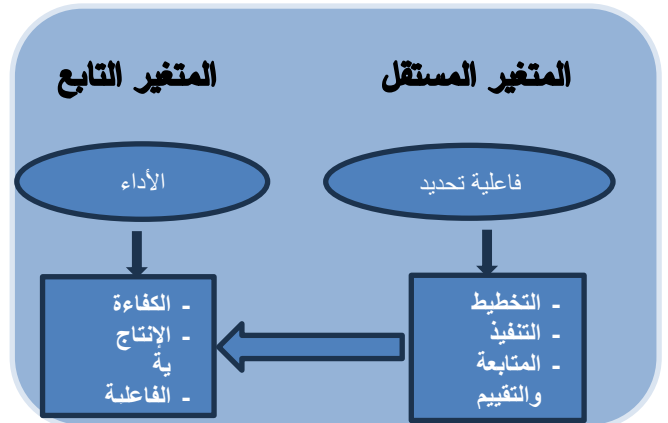 المتغير المستقل
المتغير التابع
فاعلية تحديد
الأداء
- التخطيط
- التنفيذ
- المتابعة
والتقييم
- الكفاءة
- الإنتاج
ية
- الفاعلية